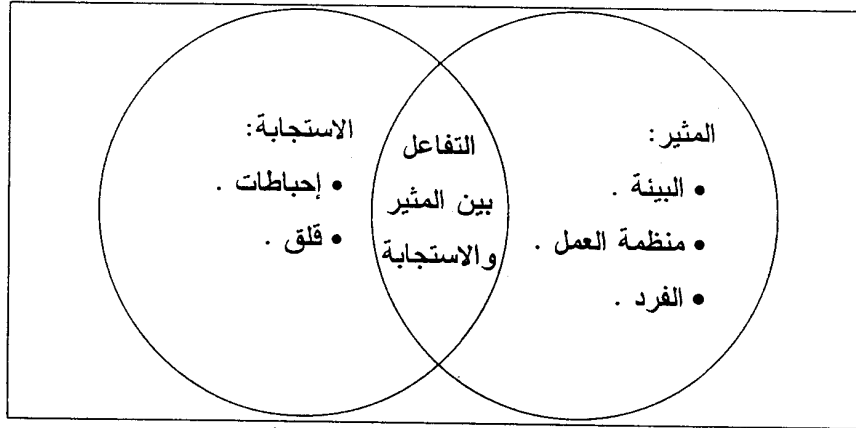 المثير:
• البيئة .
• منظمة العمل .
• الفرد .
التفاعل
بين المثير
والاستجابة
الاستجابة:
• إحباطات .
• قلق .